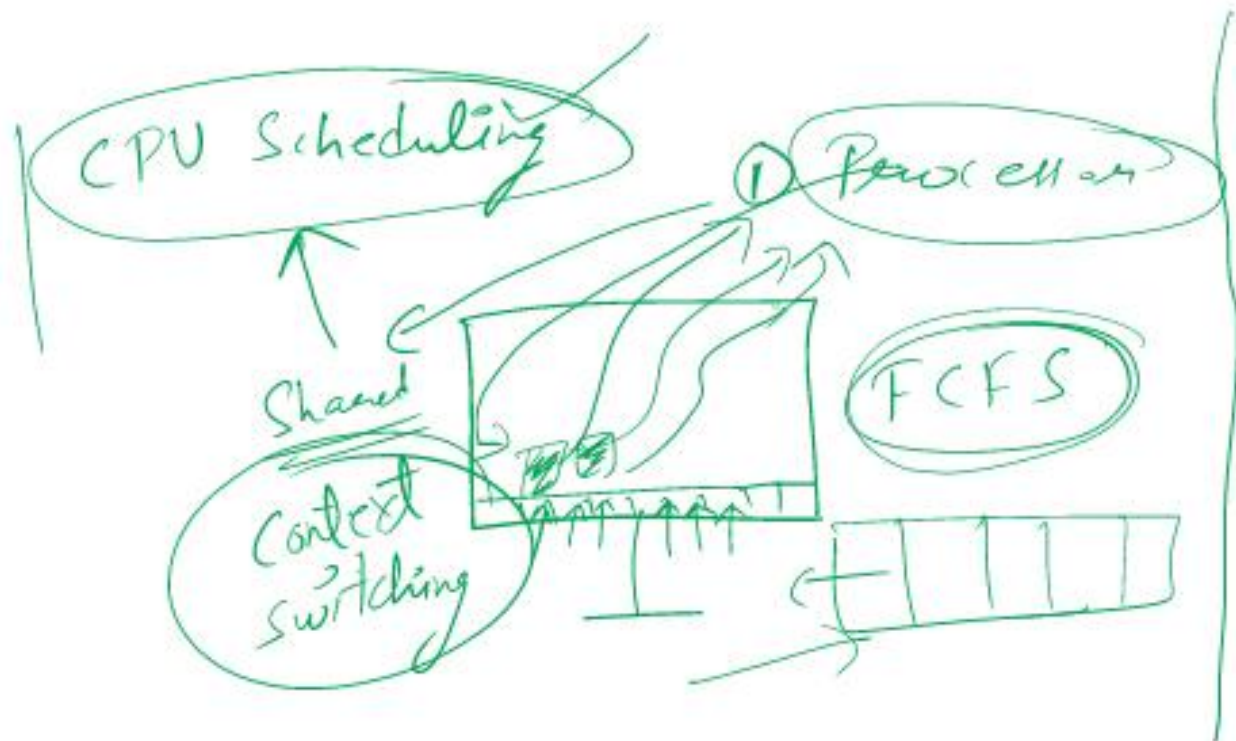 CPU Scheduling
① Processor
Shared
FCFS
Context
switching